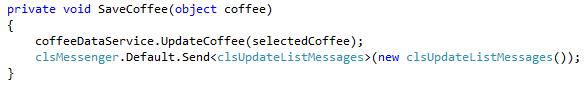 private void SaveCoffee(object coffee)
{
coffeeDataService.UpdateCoffee(selectedCoffee);
clsMessenger.Default.Send<clsUpdateListMessages>(new clsUpdateListMessages());
}